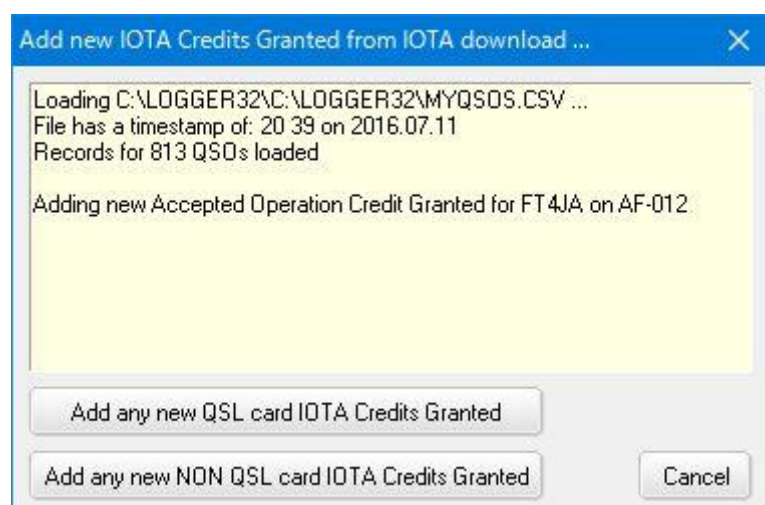 Add new IOTA Credits Granted from IOTA download ...
Loading C:\LOGGER32\C:\LOGGER32\MYQSOS.CSV ...
File has a timestamp of: 20 39 on 2016.07.11
Records for 813 QSOs loaded
Adding new Accepted Operation Credit Granted for FT4JA on AF-012
Add any new QSL card IOTA Credits Granted
Add any new NON QSL card IOTA Credits Granted
Cancel